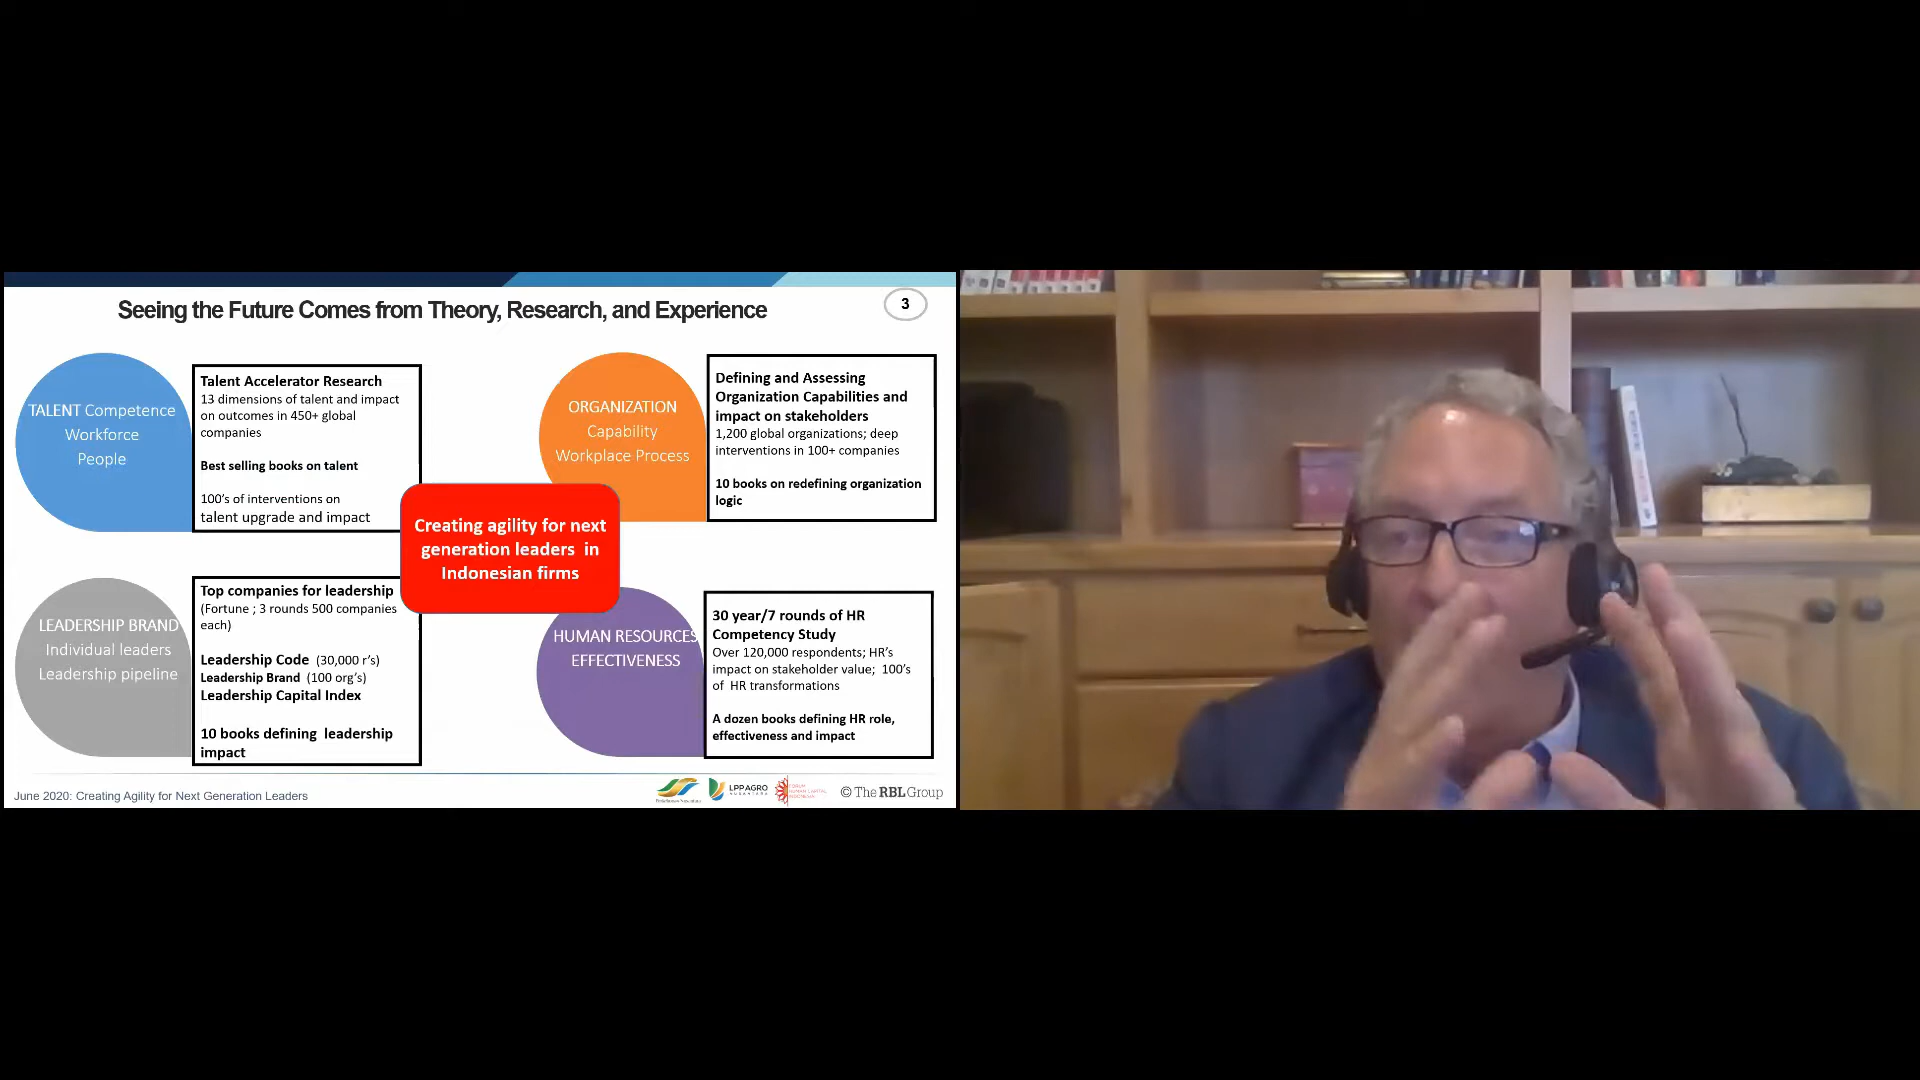 Seeing the Future Comes from Theory, Research, and Experience
3
TALENT Competence
Workforce
People
Talent Accelerator Research
13 dimensions of talent and impact
on outcomes in 450+ global
companies
Best selling books on talent
100's of interventions on
talent upgrade and impact
ORGANIZATION
Capability
Workplace Process
Defining and Assessing
Organization Capabilities and
impact on stakeholders
1,200 global organizations; deep
interventions in 100+ companies
10 books on redefining organization
logic
Creating agility for next
generation leaders in
Indonesian firms
LEADERSHIP BRAND
Individual leaders
Leadership pipeline
Top companies for leadership
(Fortune ; 3 rounds 500 companies
each)
Leadership Code (30,000 r's)
Leadership Brand (100 org's)
Leadership Capital Index
10 books defining leadership
impact
HUMAN RESOURCES
EFFECTIVENESS
30 year/7 rounds of HR
Competency Study
Over 120,000 respondents; HR's
impact on stakeholder value; 100's
of HR transformations
A dozen books defining HR role,
effectiveness and impact
June 2020: Creating Agility for Next Generation Leaders
LPPAGRO
NUSANTARA
FORUM
HUMAN CAPITAL
INDONESIA
© The RBL Group